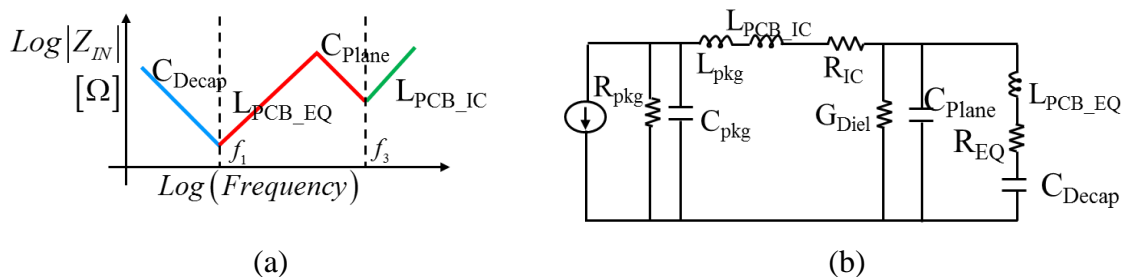 Log|Z_IN|
[Ω]
C_Decap
L_PCB_EQ
C_Plane
L_PCB_IC
f_1
f_3
Log(Frequency)
(a)
L_PCB_IC
L_pkg
R_IC
R_pkg
C_pkg
G_Diel
C_Plane
L_PCB_EQ
R_EQ
C_Decap
(b)